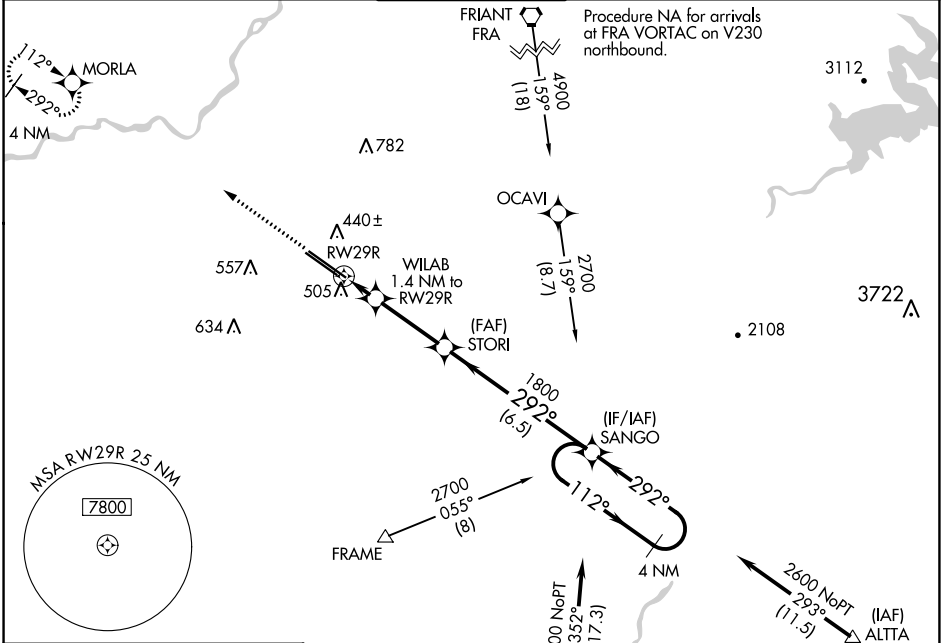 FRIANT
FRA
Procedure NA for arrivals
at FRA VORTAC on V230
northbound.
4900
159°
(18)
3112
112°
MORLA
292°
4 NM
782
OCAVI
2700
159°
(8.7)
440±
RW29R
557
WILAB
1.4 NM to
RW29R
505
3722
634
(FAF)
STORI
2108
1800
292°
(6.5)
(IF/IAF)
SANGO
MSA RW29R 25 NM
7800
292°
112°
2700
055°
(8)
FRAME
4 NM
00 NoPT
352°
17.3)
2600 NoPT
293°
(11.5)
(IAF)
ALTTA